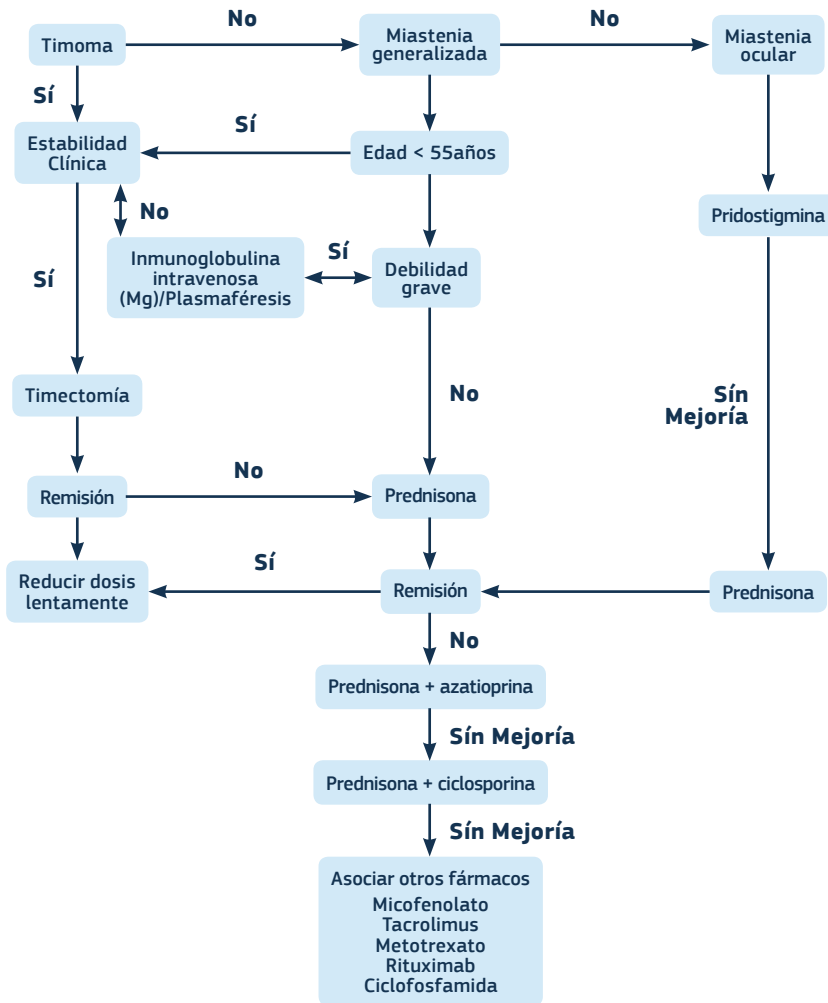 No
No
Timoma
Miastenia
generalizada
Miastenia
ocular
Sí
Sí
Estabilidad
Clínica
Edad < 55años
No
Pridostigmina
Sí
Inmunoglobulina
intravenosa
(Mg)/Plasmaféresis
Debilidad
grave
Sí
Timectomía
No
Sín
Mejoría
No
Remisión
Prednisona
Sí
Reducir dosis
lentamente
Remisión
Prednisona
No
Prednisona + azatioprina
Sín Mejoría
Prednisona + ciclosporina
Sín Mejoría
Asociar otros fármacos
Micofenolato
Tacrolimus
Metotrexato
Rituximab
Ciclofosfamida